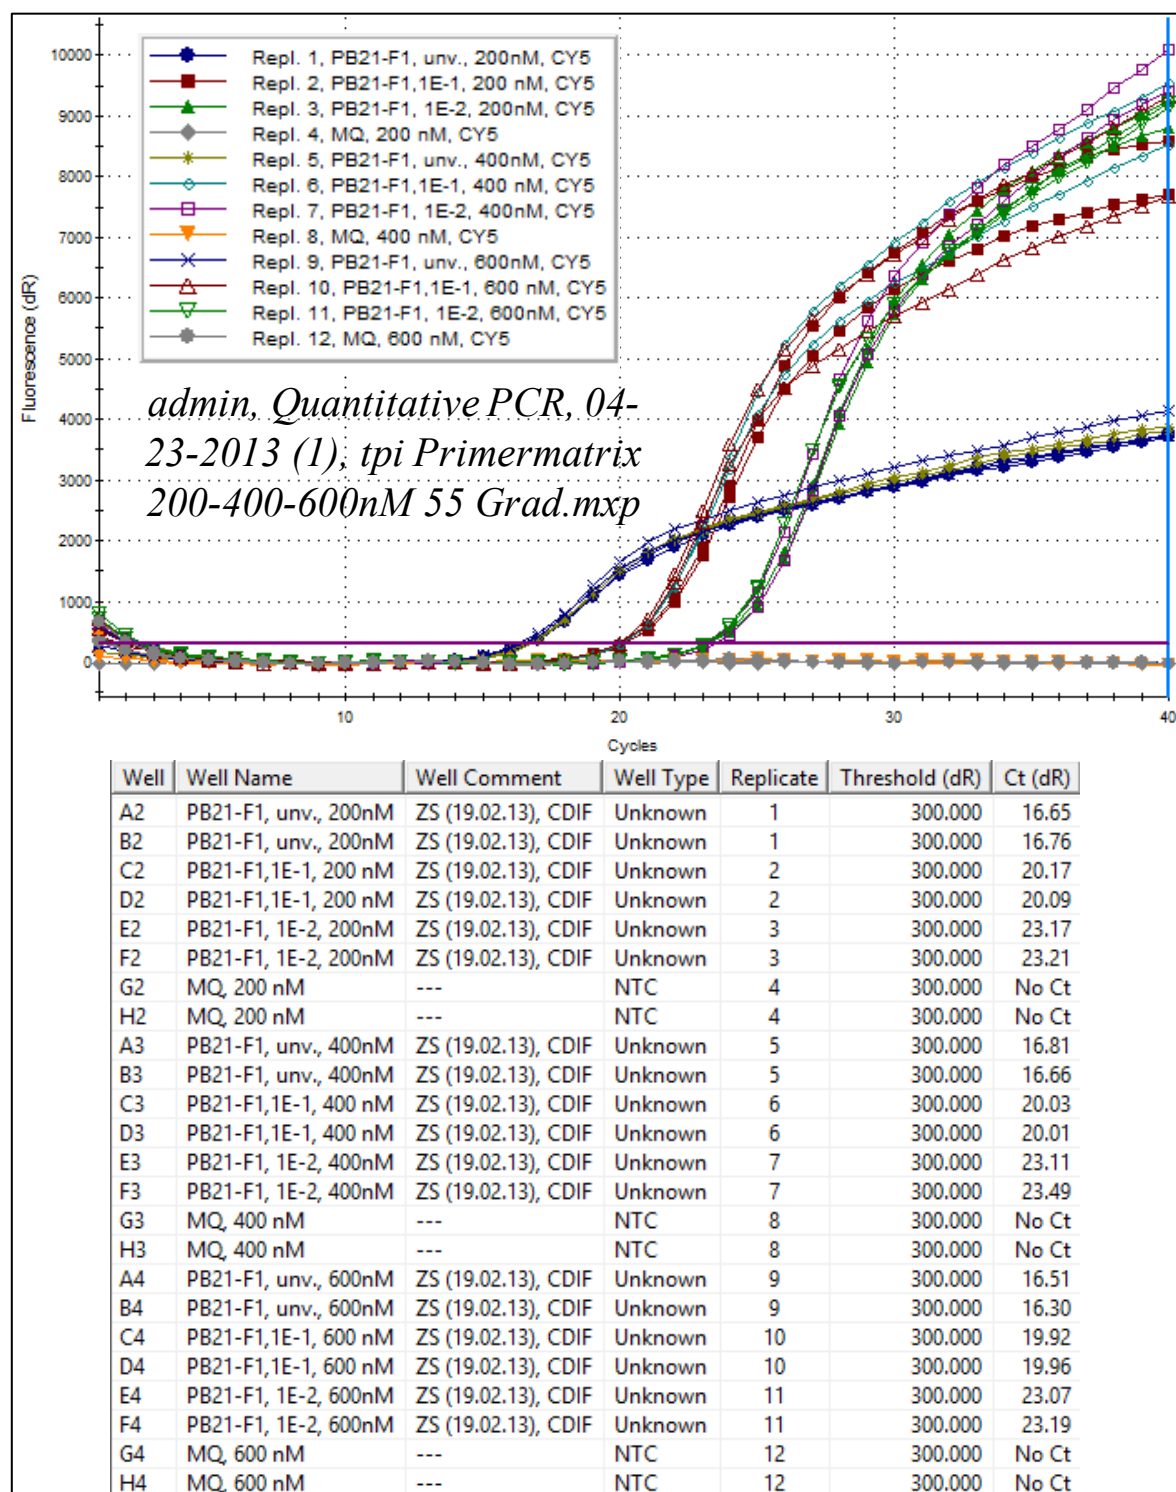 10000
9000
8000
7000
6000
5000
4000
3000
2000
1000
0
Fluorescence (dR)
Repl. 1, PB21-F1, unv., 200nM, CY5
Repl. 2, PB21-F1,1E-1, 200 nM, CY5
Repl. 3, PB21-F1, 1E-2, 200nM, CY5
Repl. 4, MQ, 200 nM, CY5
Repl. 5, PB21-F1, unv., 400nM, CY5
Repl. 6, PB21-F1,1E-1, 400 nM, CY5
Repl. 7, PB21-F1, 1E-2, 400nM, CY5
Repl. 8, MQ, 400 nM, CY5
Repl. 9, PB21-F1, unv., 600nM, CY5
Repl. 10, PB21-F1,1E-1, 600 nM, CY5
Repl. 11, PB21-F1, 1E-2, 600nM, CY5
Repl. 12, MQ, 600 nM, CY5
admin, Quantitative PCR, 04-
23-2013 (1), tpi Primermatrix
200-400-600nM 55 Grad.mxp
10 20 30 40
Cycles
Well Well Name Well Comment Well Type Replicate Threshold (dR) Ct (dR)
A2 PB21-F1, unv., 200nM ZS (19.02.13), CDIF Unknown 1 300.000 16.65
B2 PB21-F1, unv., 200nM ZS (19.02.13), CDIF Unknown 1 300.000 16.76
C2 PB21-F1,1E-1, 200 nM ZS (19.02.13), CDIF Unknown 2 300.000 20.17
D2 PB21-F1,1E-1, 200 nM ZS (19.02.13), CDIF Unknown 2 300.000 20.09
E2 PB21-F1, 1E-2, 200nM ZS (19.02.13), CDIF Unknown 3 300.000 23.17
F2 PB21-F1, 1E-2, 200nM ZS (19.02.13), CDIF Unknown 3 300.000 23.21
G2 MQ, 200 nM --- NTC 4 300.000 No Ct
H2 MQ, 200 nM --- NTC 4 300.000 No Ct
A3 PB21-F1, unv., 400nM ZS (19.02.13), CDIF Unknown 5 300.000 16.81
B3 PB21-F1, unv., 400nM ZS (19.02.13), CDIF Unknown 5 300.000 16.66
C3 PB21-F1,1E-1, 400 nM ZS (19.02.13), CDIF Unknown 6 300.000 20.03
D3 PB21-F1,1E-1, 400 nM ZS (19.02.13), CDIF Unknown 6 300.000 20.01
E3 PB21-F1, 1E-2, 400nM ZS (19.02.13), CDIF Unknown 7 300.000 23.11
F3 PB21-F1, 1E-2, 400nM ZS (19.02.13), CDIF Unknown 7 300.000 23.49
G3 MQ, 400 nM --- NTC 8 300.000 No Ct
H3 MQ, 400 nM --- NTC 8 300.000 No Ct
A4 PB21-F1, unv., 600nM ZS (19.02.13), CDIF Unknown 9 300.000 16.51
B4 PB21-F1, unv., 600nM ZS (19.02.13), CDIF Unknown 9 300.000 16.30
C4 PB21-F1,1E-1, 600 nM ZS (19.02.13), CDIF Unknown 10 300.000 19.92
D4 PB21-F1,1E-1, 600 nM ZS (19.02.13), CDIF Unknown 10 300.000 19.96
E4 PB21-F1, 1E-2, 600nM ZS (19.02.13), CDIF Unknown 11 300.000 23.07
F4 PB21-F1, 1E-2, 600nM ZS (19.02.13), CDIF Unknown 11 300.000 23.19
G4 MQ, 600 nM --- NTC 12 300.000 No Ct
H4 MQ, 600 nM --- NTC 12 300.000 No Ct